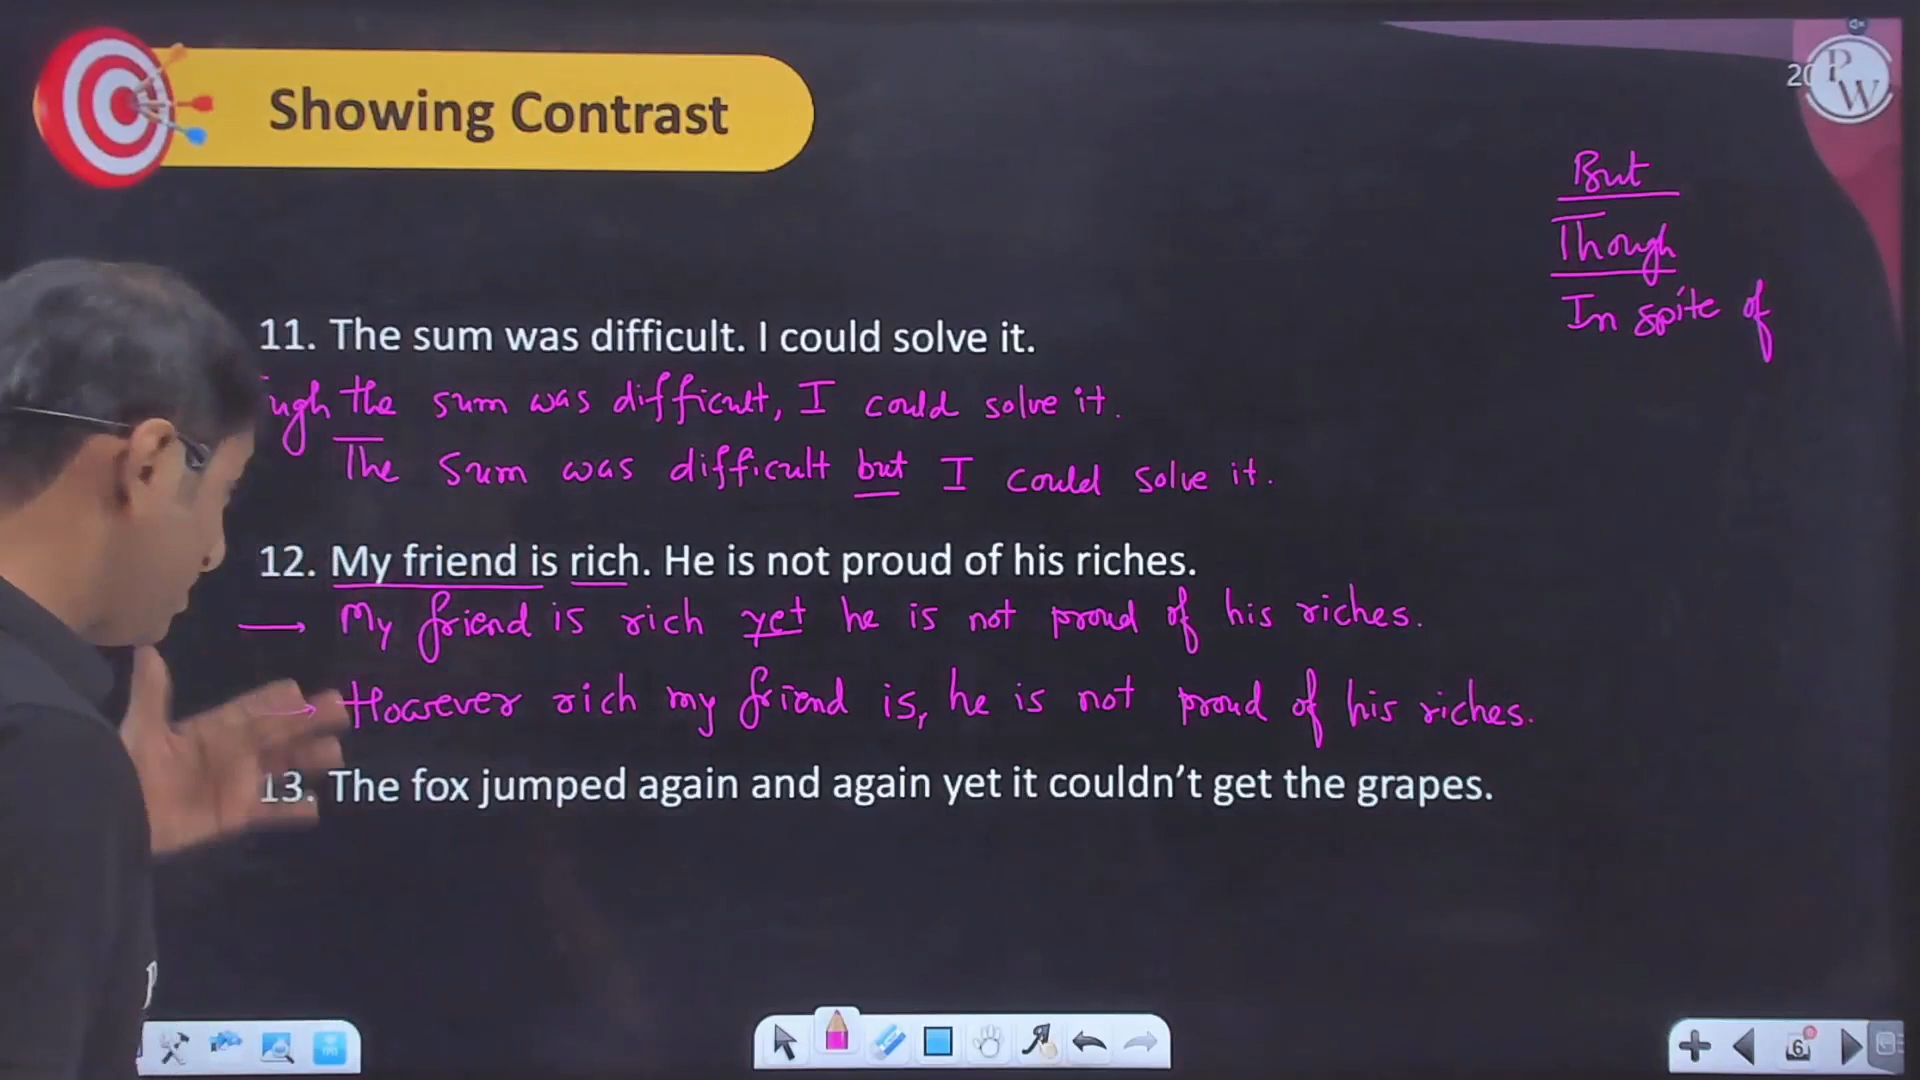 Showing Contrast
20
PW
But
Though
In spite of
11. The sum was difficult. I could solve it.
ugh the sum was difficult, I could solve it.
The sum was difficult but I could solve it.
12. My friend is rich. He is not proud of his riches.
→ My friend is rich yet he is not proud of his riches.
→ However rich my friend is, he is not proud of his riches.
13. The fox jumped again and again yet it couldn't get the grapes.
6